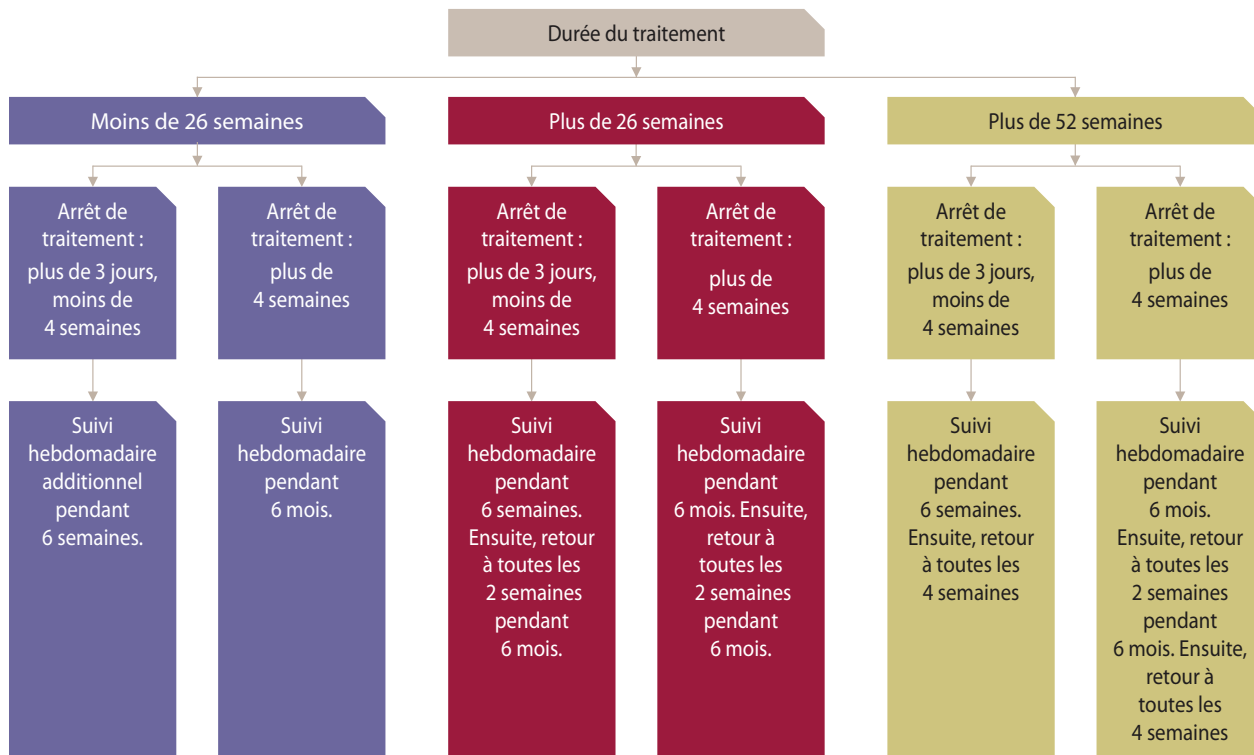 Durée du traitement
Moins de 26 semaines
Plus de 26 semaines
Plus de 52 semaines
Arrêt de
traitement :
plus de 3 jours,
moins de
4 semaines
Arrêt de
traitement :
plus de
4 semaines
Arrêt de
traitement :
plus de 3 jours,
moins de
4 semaines
Arrêt de
traitement :
plus de
4 semaines
Arrêt de
traitement :
plus de 3 jours,
moins de
4 semaines
Arrêt de
traitement :
plus de
4 semaines
Suivi
hebdomadaire
additionnel
pendant
6 semaines.
Suivi
hebdomadaire
pendant
6 mois.
Suivi
hebdomadaire
pendant
6 semaines.
Ensuite, retour
à toutes les
2 semaines
pendant
6 mois.
Suivi
hebdomadaire
pendant
6 mois. Ensuite,
retour à
toutes les
2 semaines
pendant
6 mois.
Suivi
hebdomadaire
pendant
6 semaines.
Ensuite, retour
à toutes les
4 semaines
Suivi
hebdomadaire
pendant
6 mois.
Ensuite, retour
à toutes les
2 semaines
pendant
6 mois. Ensuite,
retour à
toutes les
4 semaines